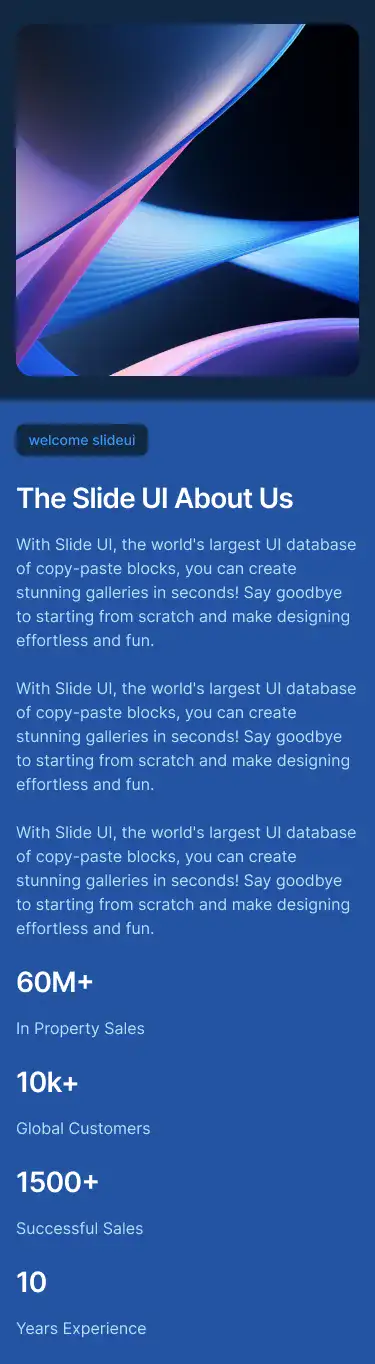 welcome slideui
The Slide UI About Us
With Slide UI, the world's largest UI database
of copy-paste blocks, you can create
stunning galleries in seconds! Say goodbye
to starting from scratch and make designing
effortless and fun.
With Slide UI, the world's largest UI database
of copy-paste blocks, you can create
stunning galleries in seconds! Say goodbye
to starting from scratch and make designing
effortless and fun.
With Slide UI, the world's largest UI database
of copy-paste blocks, you can create
stunning galleries in seconds! Say goodbye
to starting from scratch and make designing
effortless and fun.
60M+
In Property Sales
10k+
Global Customers
1500+
Successful Sales
10
Years Experience